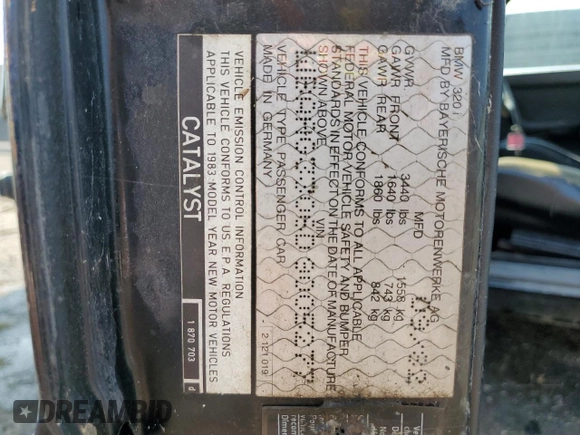 BMW 320 i
MFD BY BAYERISCHE MOTORENWERKE AG
MFD
GVWR / 3440 lbs 1558 kg
GAWR FRONT / 1640 lbs 743 kg
GAWR REAR / 1860 lbs 842 kg
THIS VEHICLE CONFORMS TO ALL APPLICABLE
FEDERAL MOTOR VEHICLE SAFETY AND BUMPER
STANDARDS IN EFFECT ON THE DATE OF MANUFACTURE
SHOWN ABOVE.
VIN
VEHICLE TYPE PASSENGER CAR
MADE IN GERMANY
2 121 019
VEHICLE EMISSION CONTROL INFORMATION
THIS VEHICLE CONFORMS TO U.S E.P.A. REGULATIONS
APPLICABLE TO 1983-MODEL YEAR NEW MOTOR VEHICLES
CATALYST
1 870 703 d
DREAMBID